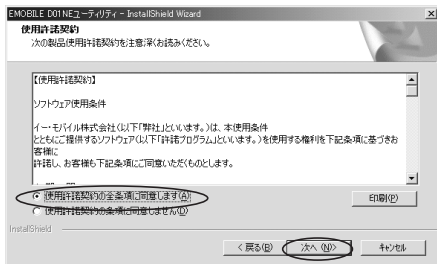 EMOBILE D01NEユーティリティ - InstallShield Wizard
使用許諾契約
次の製品使用許諾契約を注意深くお読みください。
【使用許諾契約】
ソフトウェア使用条件
イー・モバイル株式会社(以下「弊社」といいます。)は、本使用条件
とともにご提供するソフトウェア(以下「許諾プログラム」といいます。)を使用する権利を下記条項に基づきお
客様に
許諾し、お客様も下記条項にご同意いただくものとします。
使用許諾契約の全条項に同意します(A)
使用許諾契約の条項に同意しません(D)
印刷(P)
InstallShield
< 戻る(B)
次へ (N)>
キャンセル